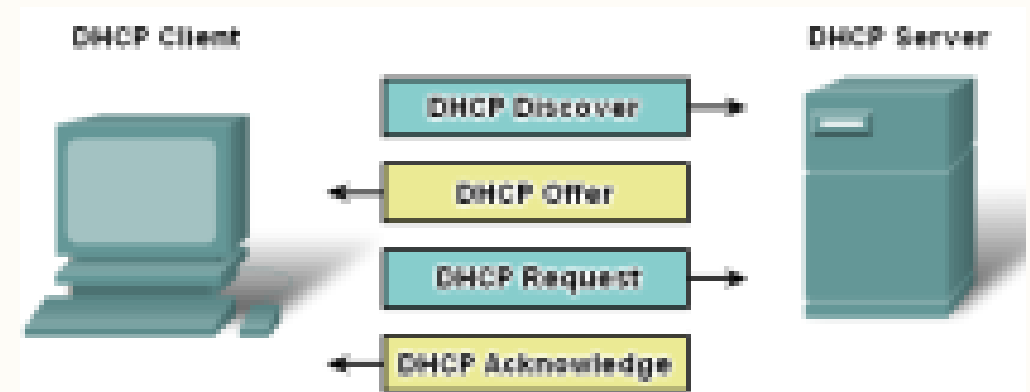 DHCP Client
DHCP Server
DHCP Discover
DHCP Offer
DHCP Request
DHCP Acknowledge